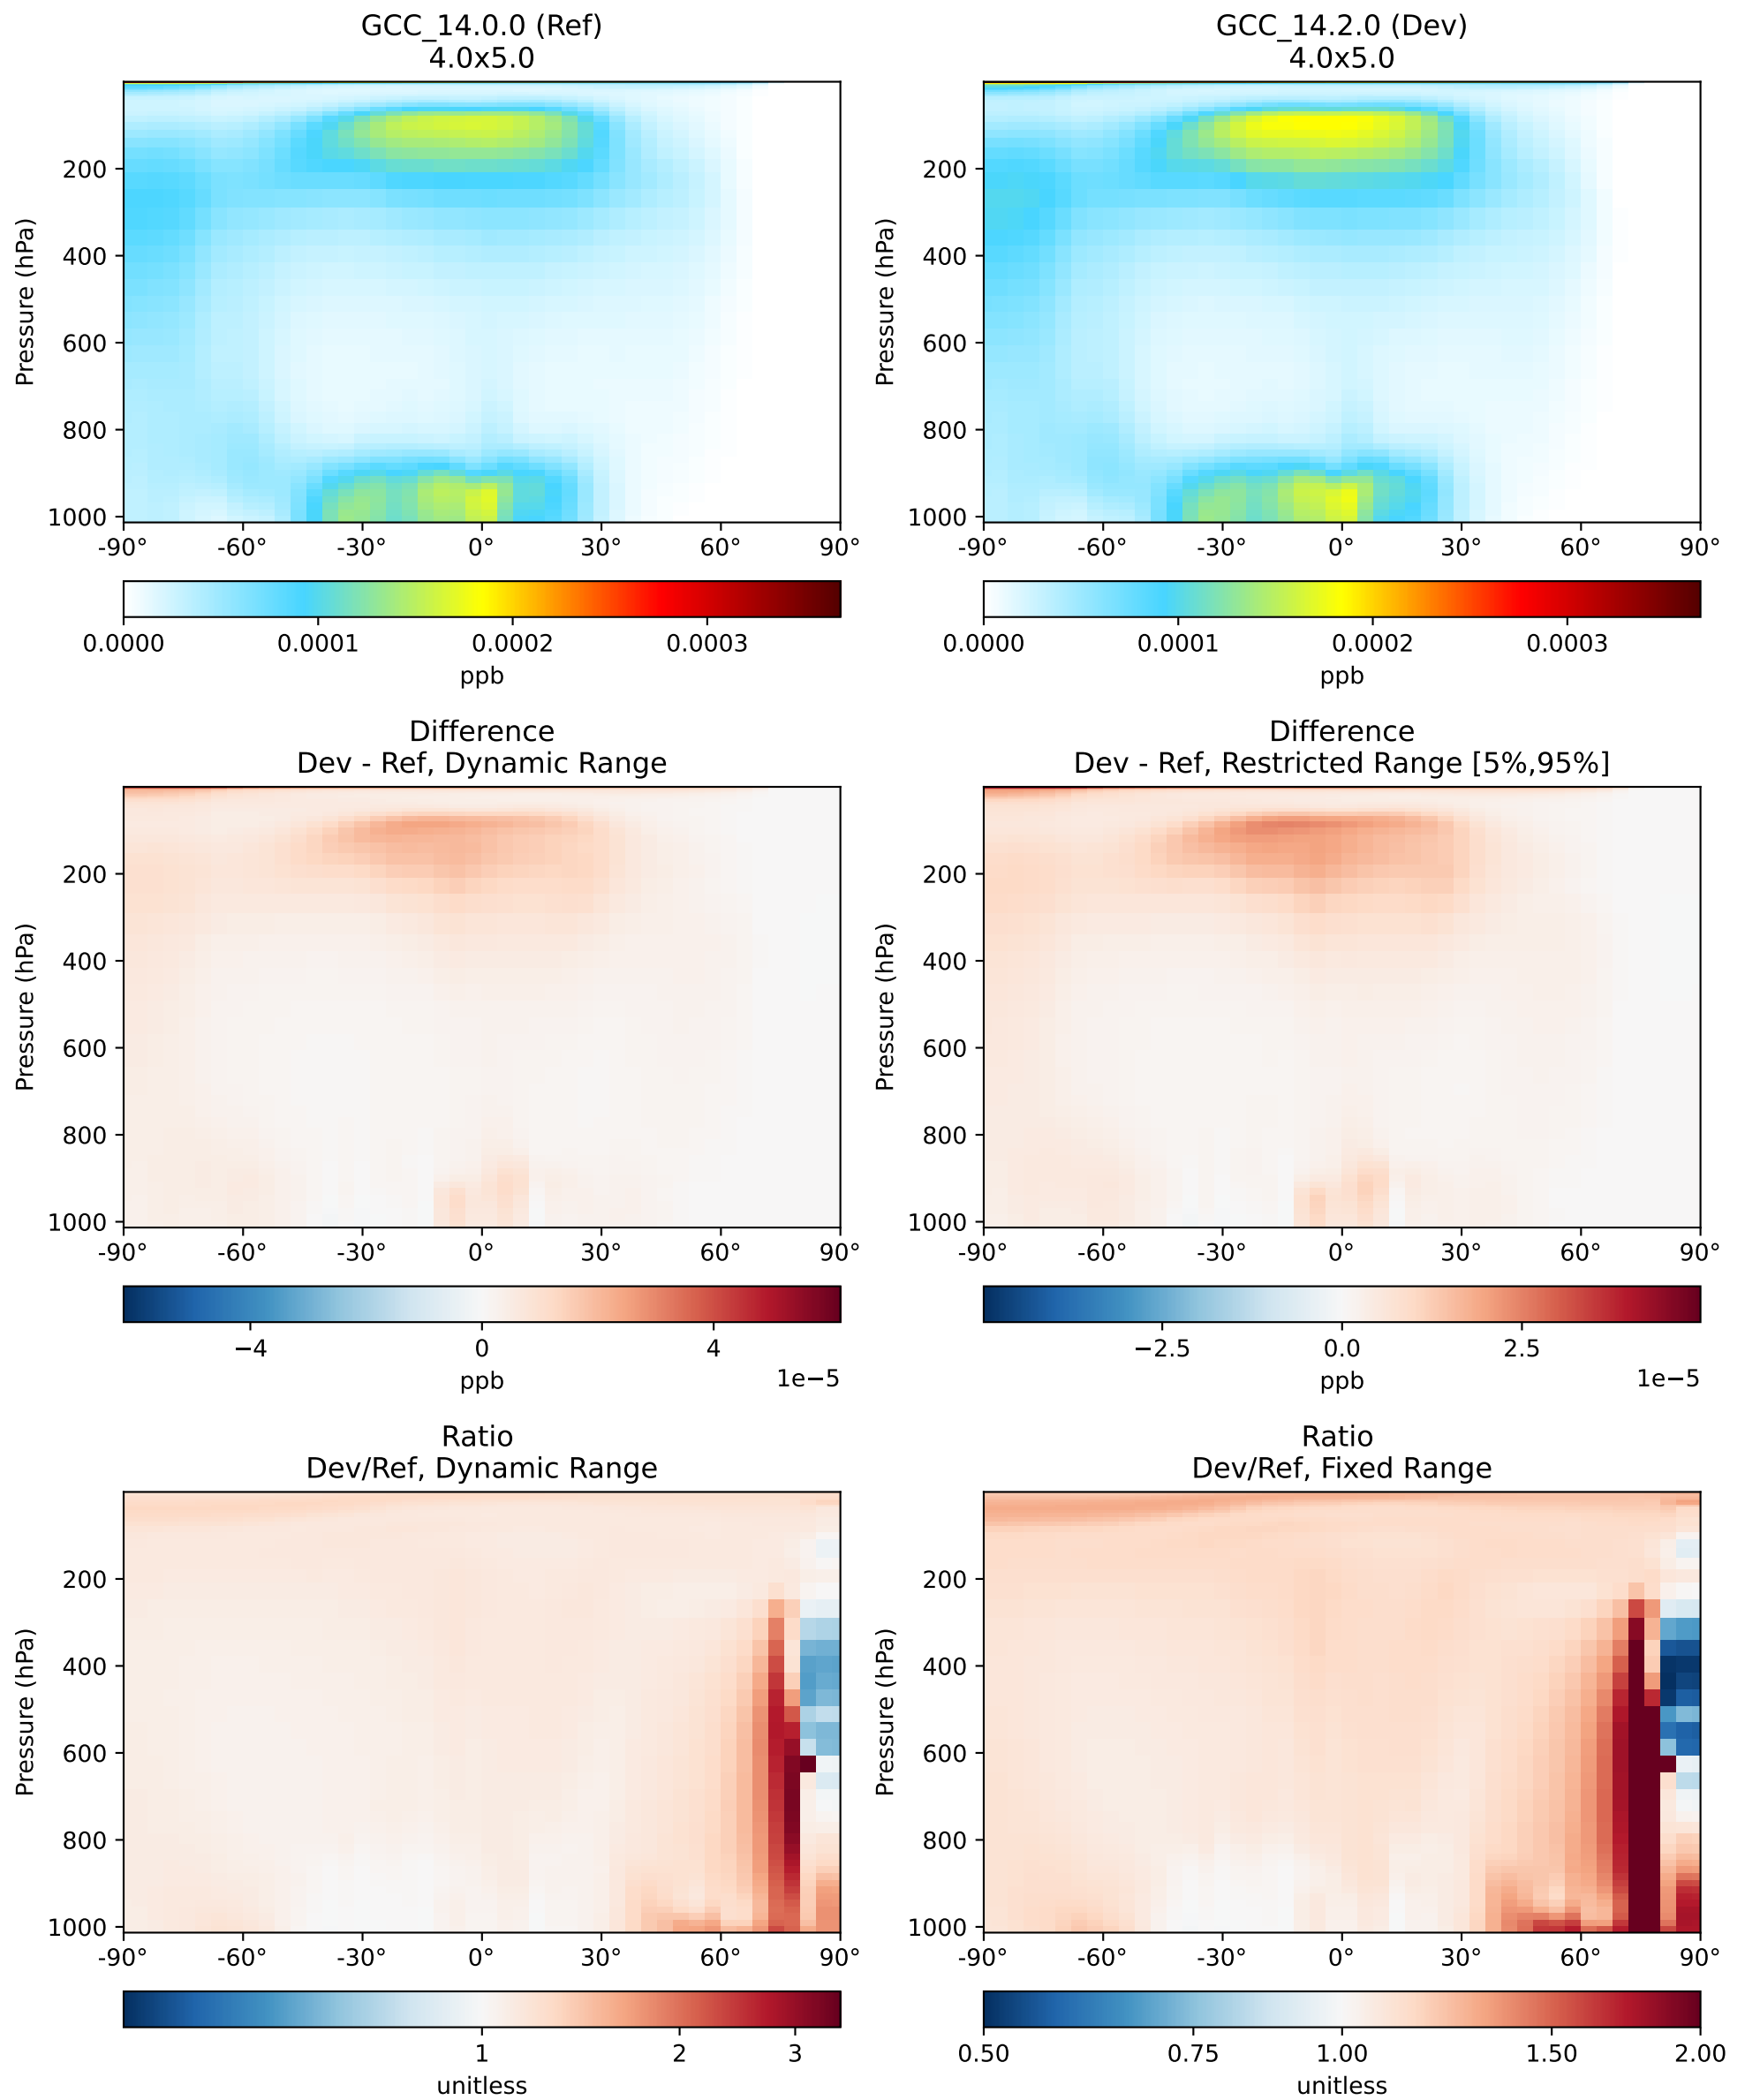 GCC_14.0.0 (Ref)
4.0x5.0
GCC_14.2.0 (Dev)
4.0x5.0
Pressure (hPa)
200
400
600
800
1000
-90° -60° -30° 0° 30° 60° 90°
Pressure (hPa)
200
400
600
800
1000
-90° -60° -30° 0° 30° 60° 90°
0.0000 0.0001 0.0002 0.0003
ppb
0.0000 0.0001 0.0002 0.0003
ppb
Difference
Dev - Ref, Dynamic Range
Difference
Dev - Ref, Restricted Range [5%,95%]
Pressure (hPa)
200
400
600
800
1000
-90° -60° -30° 0° 30° 60° 90°
Pressure (hPa)
200
400
600
800
1000
-90° -60° -30° 0° 30° 60° 90°
−4 0 4
ppb 1e−5
−2.5 0.0 2.5
ppb 1e−5
Ratio
Dev/Ref, Dynamic Range
Ratio
Dev/Ref, Fixed Range
Pressure (hPa)
200
400
600
800
1000
-90° -60° -30° 0° 30° 60° 90°
Pressure (hPa)
200
400
600
800
1000
-90° -60° -30° 0° 30° 60° 90°
1 2 3
unitless
0.50 0.75 1.00 1.50 2.00
unitless